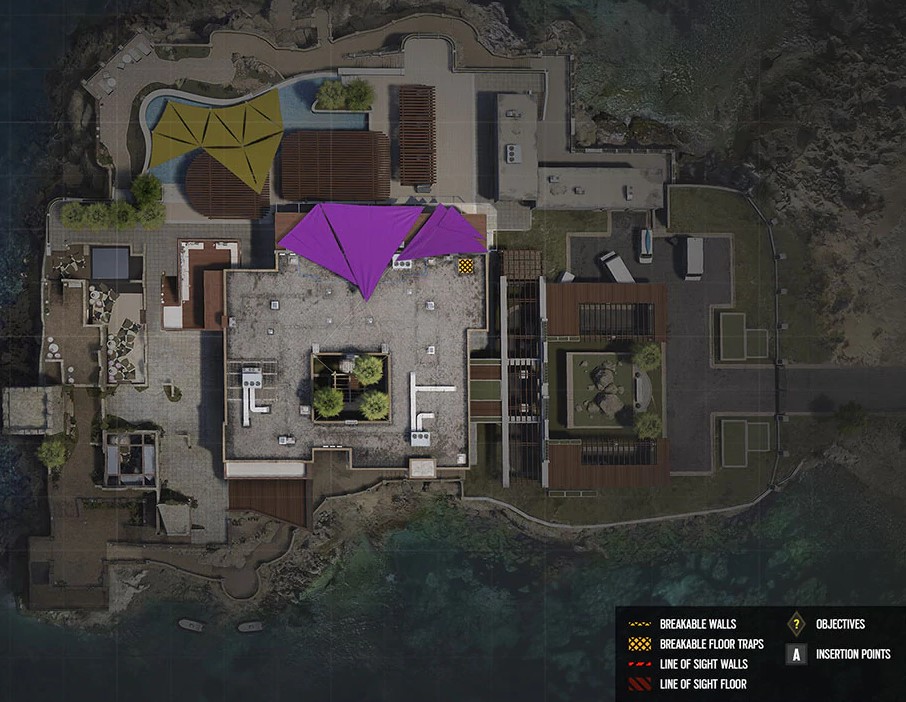 BREAKABLE WALLS
BREAKABLE FLOOR TRAPS
LINE OF SIGHT WALLS
LINE OF SIGHT FLOOR
? OBJECTIVES
A INSERTION POINTS